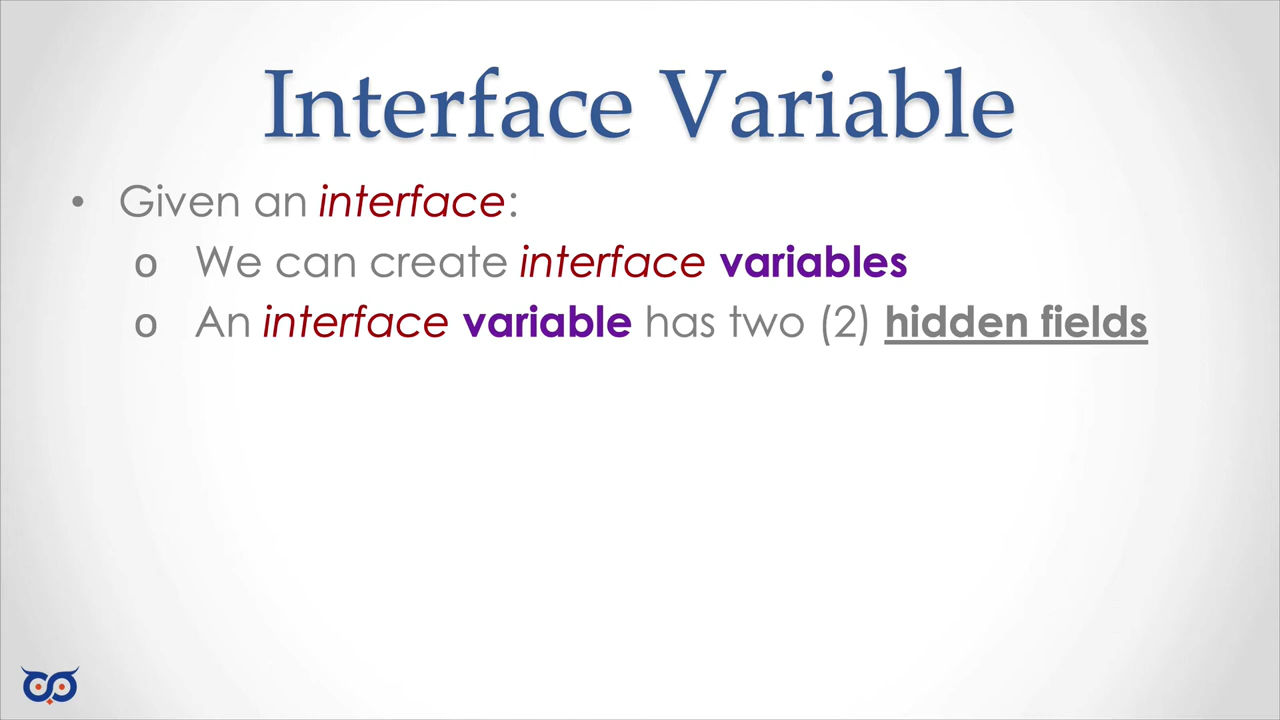 Interface Variable
• Given an interface:
o We can create interface variables
o An interface variable has two (2) hidden fields